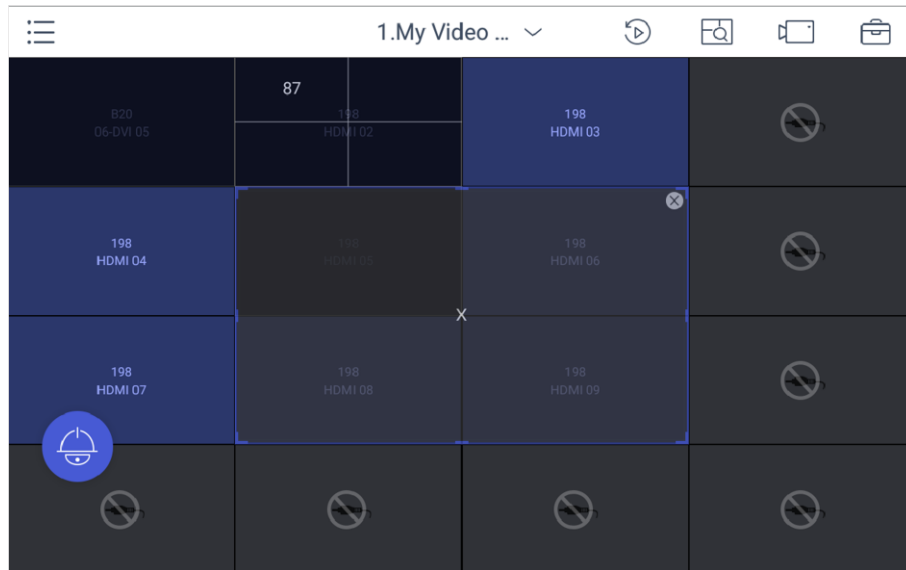 1.My Video ...
87
B20
06-DVI 05
198
HDMI 02
198
HDMI 03
198
HDMI 04
198
HDMI 05
198
HDMI 06
X
198
HDMI 07
198
HDMI 08
198
HDMI 09